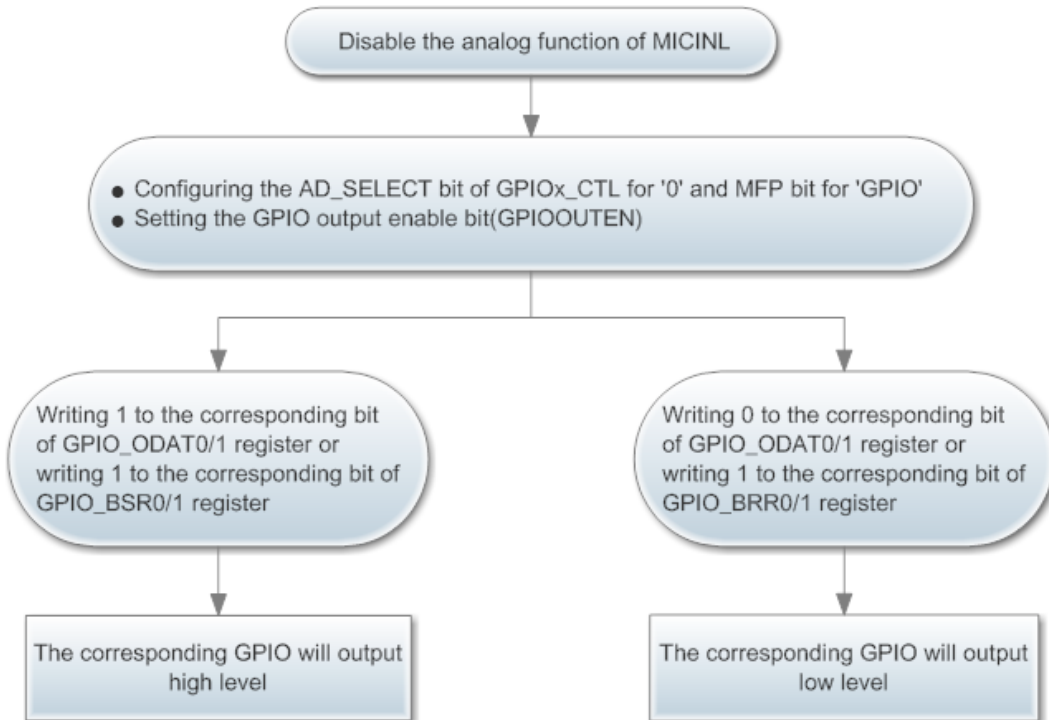 Disable the analog function of MICINL
● Configuring the AD_SELECT bit of GPIOx_CTL for '0' and MFP bit for 'GPIO'
● Setting the GPIO output enable bit(GPIOOUTEN)
Writing 1 to the corresponding bit
of GPIO_ODAT0/1 register or
writing 1 to the corresponding bit of
GPIO_BSR0/1 register
Writing 0 to the corresponding bit
of GPIO_ODAT0/1 register or
writing 1 to the corresponding bit of
GPIO_BRR0/1 register
The corresponding GPIO will output
high level
The corresponding GPIO will output
low level